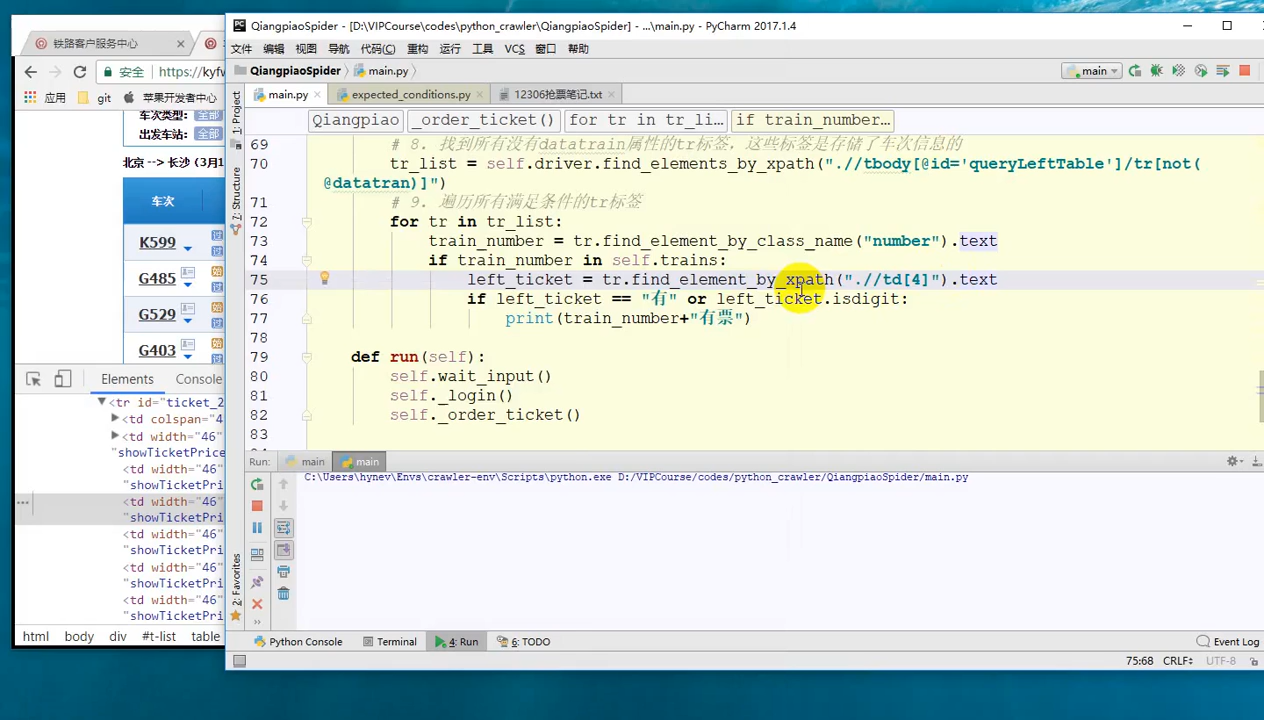 QiangpiaoSpider - [D:\VIPCourse\codes\python_crawler\QiangpiaoSpider] - ...\main.py - PyCharm 2017.1.4
文件 编辑 视图 导航 代码(C) 重构 运行 工具 VCS 窗口 帮助
QiangpiaoSpider main.py main
main.py expected_conditions.py 12306抢票笔记.txt
Qiangpiao _order_ticket() for tr in tr_li... if train_number...
69 # 8. 找到所有没有datatrain属性的tr标签，这些标签是存储了车次信息的
70 tr_list = self.driver.find_elements_by_xpath(".//tbody[@id='queryLeftTable']/tr[not(
@datatran)]")
71 # 9. 遍历所有满足条件的tr标签
72 for tr in tr_list:
73 train_number = tr.find_element_by_class_name("number").text
74 if train_number in self.trains:
75 left_ticket = tr.find_element_by_xpath(".//td[4]").text
76 if left_ticket == "有" or left_ticket.isdigit:
77 print(train_number+"有票")
78
79 def run(self):
80 self.wait_input()
81 self._login()
82 self._order_ticket()
83
Run: main main
C:\Users\hynev\Envs\crawler-env\Scripts\python.exe D:/VIPCourse/codes/python_crawler/QiangpiaoSpider/main.py
1: Project
7: Structure
2: Favorites
Python Console Terminal 4: Run 6: TODO Event Log
75:68 CRLF UTF-8
铁路客户服务中心
安全 https://kyfw
应用 git 苹果开发者中心
车次类型: 全部
出发车站: 全部
北京 --> 长沙 (3月1
车次
K599
G485
G529
G403
Elements Console
<tr id="ticket_2
<td colspan="4
<td width="46"
"showTicketPrice
<td width="46"
"showTicketPri
<td width="46"
"showTicketPri
<td width="46"
"showTicketPri
<td width="46"
"showTicketPri
<td width="46"
"showTicketPri
html body div #t-list table